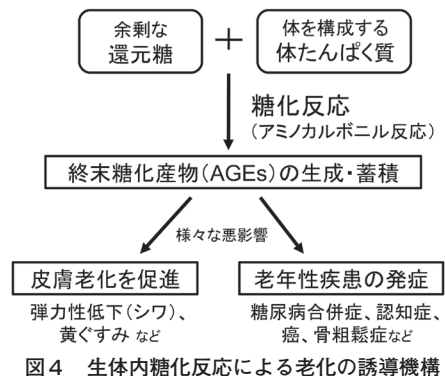 余剰な
還元糖
＋
体を構成する
体たんぱく質
糖化反応
(アミノカルボニル反応)
終末糖化産物(AGEs)の生成・蓄積
様々な悪影響
皮膚老化を促進
老年性疾患の発症
弾力性低下(シワ)、
黄ぐすみ など
糖尿病合併症、認知症、
癌、骨粗鬆症など
図4 生体内糖化反応による老化の誘導機構